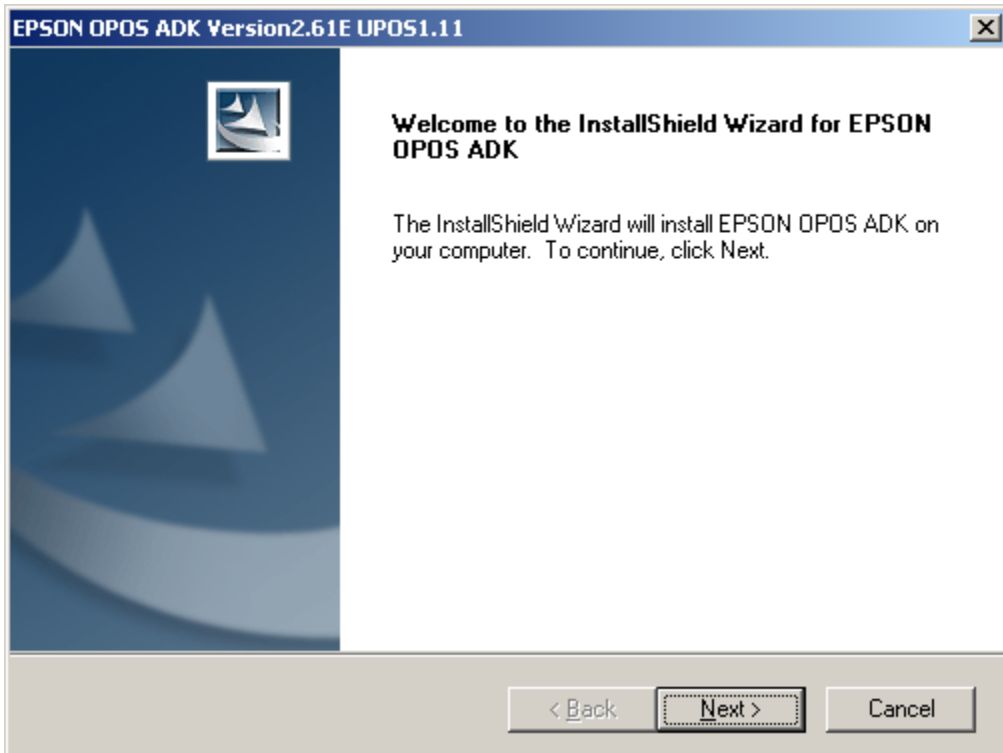 EPSON OPOS ADK Version2.61E UPOS1.11
Welcome to the InstallShield Wizard for EPSON
OPOS ADK
The InstallShield Wizard will install EPSON OPOS ADK on
your computer.  To continue, click Next.
< Back
Next >
Cancel